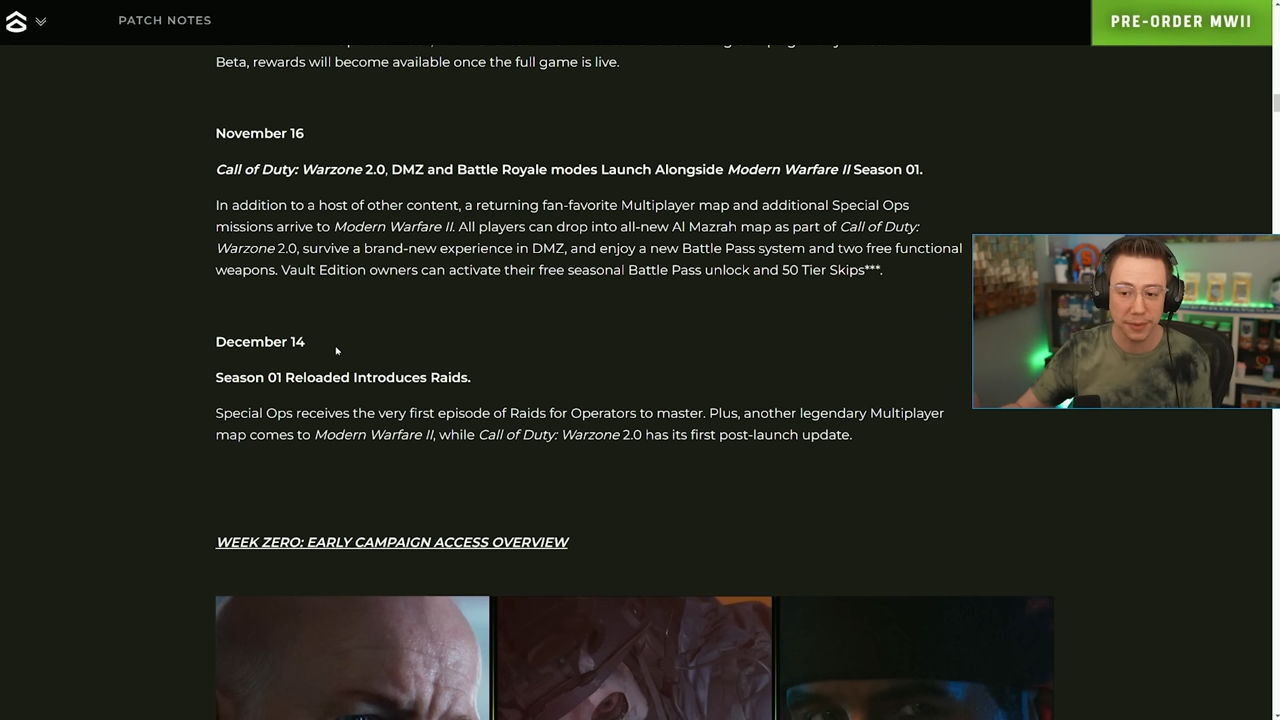 PATCH NOTES
PRE-ORDER MWII
Beta, rewards will become available once the full game is live.
November 16
Call of Duty: Warzone 2.0, DMZ and Battle Royale modes Launch Alongside Modern Warfare II Season 01.
In addition to a host of other content, a returning fan-favorite Multiplayer map and additional Special Ops
missions arrive to Modern Warfare II. All players can drop into all-new Al Mazrah map as part of Call of Duty:
Warzone 2.0, survive a brand-new experience in DMZ, and enjoy a new Battle Pass system and two free functional
weapons. Vault Edition owners can activate their free seasonal Battle Pass unlock and 50 Tier Skips***.
December 14
Season 01 Reloaded Introduces Raids.
Special Ops receives the very first episode of Raids for Operators to master. Plus, another legendary Multiplayer
map comes to Modern Warfare II, while Call of Duty: Warzone 2.0 has its first post-launch update.
WEEK ZERO: EARLY CAMPAIGN ACCESS OVERVIEW